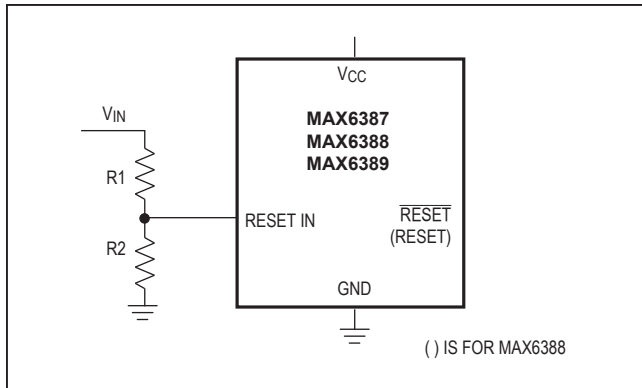 VCC
VIN
MAX6387
MAX6388
MAX6389
R1
RESET IN
RESET
(RESET)
R2
GND
( ) IS FOR MAX6388